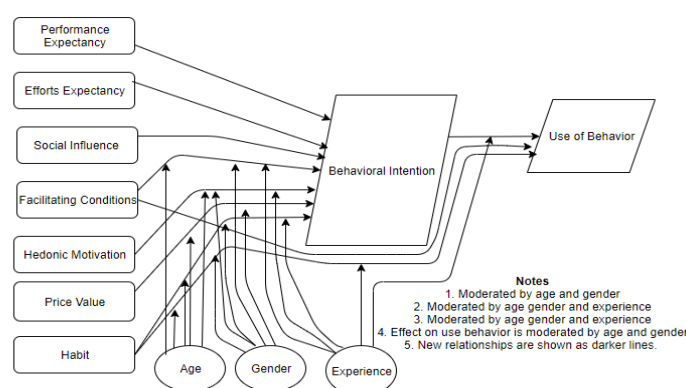 Performance
Expectancy
Efforts Expectancy
Social Influence
Facilitating Conditions
Hedonic Motivation
Price Value
Habit
Behavioral Intention
Use of Behavior
Age
Gender
Experience
Notes
1. Moderated by age and gender
2. Moderated by age gender and experience
3. Moderated by age gender and experience
4. Effect on use behavior is moderated by age and gender
5. New relationships are shown as darker lines.